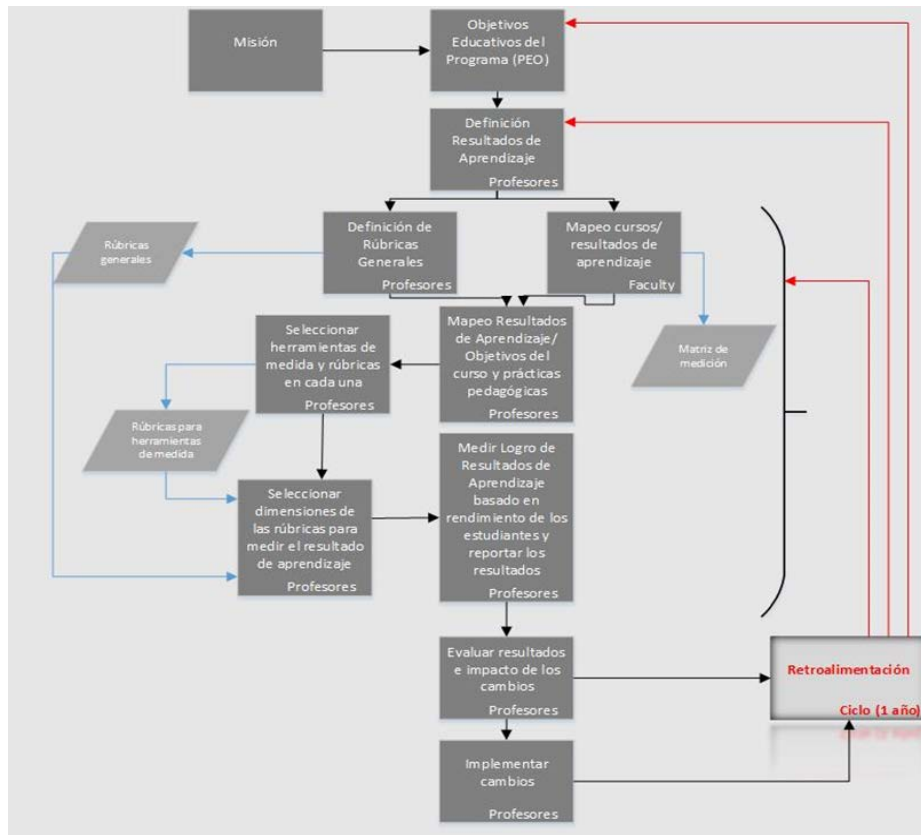 Misión
Objetivos
Educativos del
Programa (PEO)
Definición
Resultados de
Aprendizaje
Profesores
Rúbricas
generales
Definición de
Rúbricas
Generales
Profesores
Mapeo cursos/
resultados de
aprendizaje
Faculty
Seleccionar
herramientas de
medida y rúbricas
en cada una
Profesores
Mapeo Resultados
de Aprendizaje/
Objetivos del
curso y prácticas
pedagógicas
Profesores
Matriz de
medición
Rúbricas para
herramientas
de medida
Seleccionar
dimensiones de
las rúbricas para
medir el resultado
de aprendizaje
Profesores
Medir Logro de
Resultados de
Aprendizaje
basado en
rendimiento de los
estudiantes y
reportar los
resultados
Profesores
Evaluar resultados
e impacto de los
cambios
Profesores
Retroalimentación
Ciclo (1 año)
Implementar
cambios
Profesores